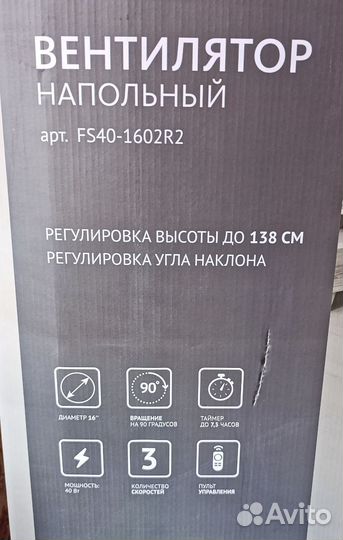 ВЕНТИЛЯТОР
НАПОЛЬНЫЙ
арт. FS40-1602R2
РЕГУЛИРОВКА ВЫСОТЫ ДО 138 СМ
РЕГУЛИРОВКА УГЛА НАКЛОНА
90°
ДИАМЕТР 16"
ВРАЩЕНИЕ
НА 90 ГРАДУСОВ
ТАЙМЕР
ДО 7,5 ЧАСОВ
3
МОЩНОСТЬ:
40 Вт
КОЛИЧЕСТВО
СКОРОСТЕЙ
ПУЛЬТ
УПРАВЛЕНИЯ
Avito